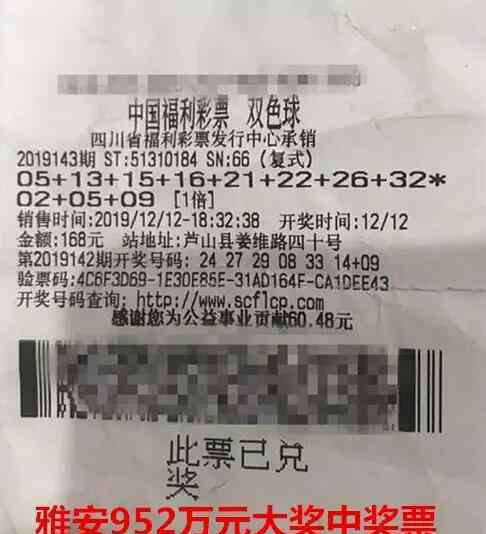 中国福利彩票 双色球
四川省福利彩票发行中心承销
2019143期 ST:51310184 SN:66 (复式)
05+13+15+16+21+22+26+32*
02+05+09 [1倍]
销售时间:2019/12/12-18:32:38 开奖时间:12/12
金额:168元 站地址:芦山县姜维路四十号
第2019142期开奖号码: 24 27 29 08 33 14+09
验票码:4C6F3D69-1E30E85E-31AD164F-CA1DEE43
开奖号码查询: http://www.scflcp.com
感谢您为公益事业贡献60.48元
此票已兑
奖
雅安952万元大奖中奖票